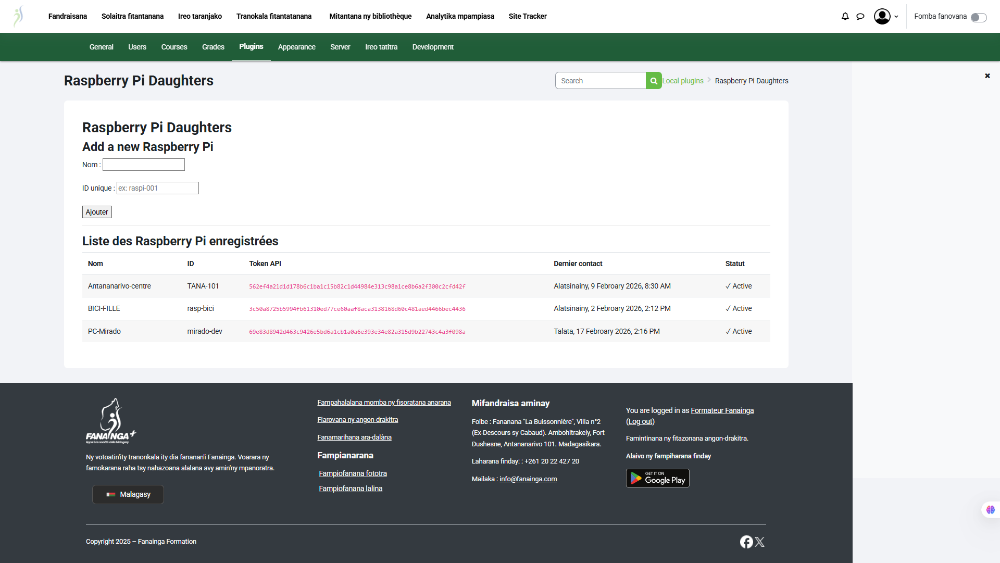 Fandraisana Solaitra fitantanana Ireo taranjako Tranokala fitantatanana Mitantana ny bibliothèque Analytika mpampiasa Site Tracker Fomba fanovana
General Users Courses Grades Plugins Appearance Server Ireo tatitra Development
Raspberry Pi Daughters
Search
Local plugins Raspberry Pi Daughters
Raspberry Pi Daughters
Add a new Raspberry Pi
Nom :
ID unique : ex: raspi-001
Ajouter
Liste des Raspberry Pi enregistrées
Nom ID Token API Dernier contact Statut
Antananarivo-centre TANA-101 562ef4a21d1d178b6c1ba1c15b82c1d44984e313c98a1ce8b6a2f300c2cfd42f Alatsinainy, 9 Febroary 2026, 8:30 AM ✓ Active
BICI-FILLE rasp-bici 3c50a8725b5994fb61310ed77ce60aaf8aca3138168d60c481aed4466bec4436 Alatsinainy, 2 Febroary 2026, 2:12 PM ✓ Active
PC-Mirado mirado-dev 69e83d8942d463c9426e5bd6a1cb1a0a6e393e34e82a315d9b22743c4a3f098a Talata, 17 Febroary 2026, 2:16 PM ✓ Active
FANAINGA+
Appui à la société civile Malagasy
Ny votoatin'ity tranonkala ity dia fananan'i Fanainga. Voarara ny
famokarana raha tsy nahazoana alalana avy amin'ny mpanoratra.
Malagasy
Fampahalalana momba ny fisoratana anarana
Fiarovana ny angon-drakitra
Fanamarihana ara-dalàna
Fampianarana
Fampiofanana fototra
Fampiofanana lalina
Mifandraisa aminay
Foibe : Fananana "La Buissonnière", Villa n°2
(Ex-Descours sy Cabaud). Ambohitrakely, Fort
Dushesne, Antananarivo 101. Madagasikara.
Laharana finday: : +261 20 22 427 20
Mailaka : info@fanainga.com
You are logged in as Formateur Fanainga
(Log out)
Famintinana ny fitazonana angon-drakitra.
Alaivo ny fampiharana finday
GET IT ON
Google Play
Copyright 2025 – Fanainga Formation